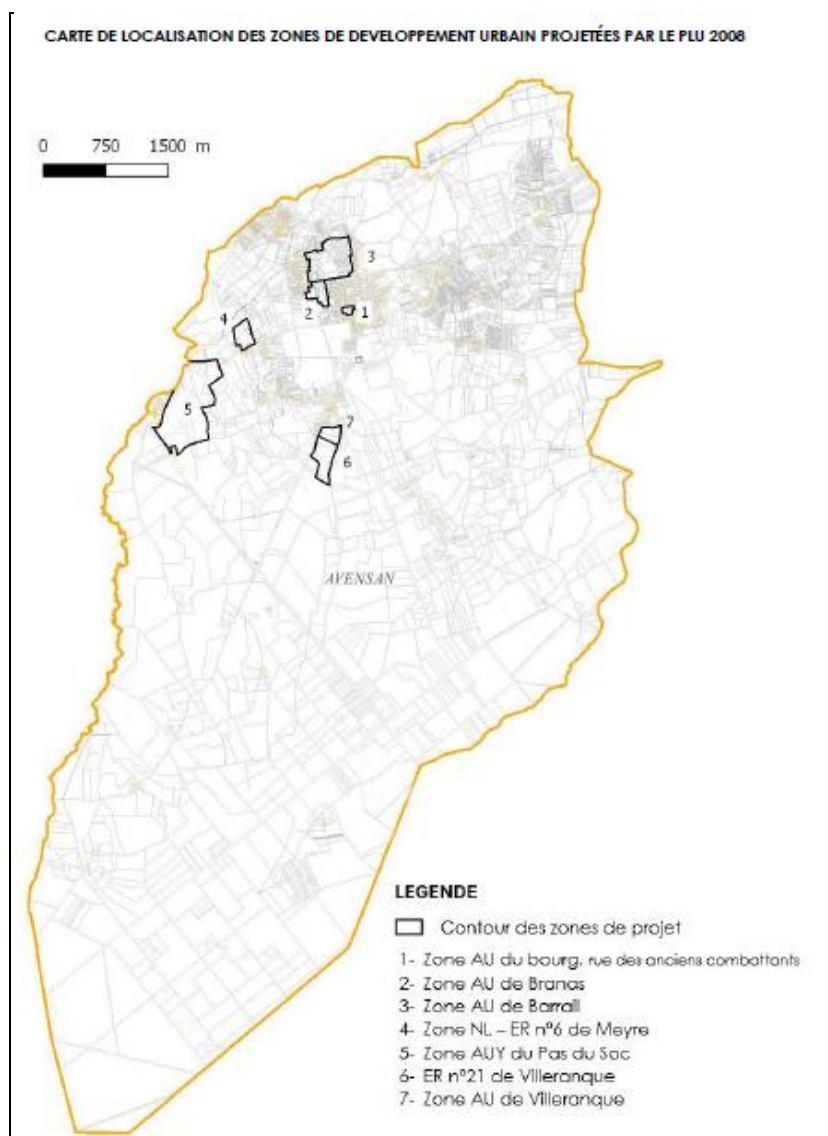 CARTE DE LOCALISATION DES ZONES DE DEVELOPPEMENT URBAIN PROJETÉES PAR LE PLU 2008
0 750 1500 m
3
2
1
4
5
7
6
AVENSAN
LEGENDE
Contour des zones de projet
1- Zone AU du bourg, rue des anciens combattants
2- Zone AU de Branas
3- Zone AU de Barrail
4- Zone NL – ER n°6 de Meyre
5- Zone AUY du Pas du Soc
6- ER n°21 de Villeranque
7- Zone AU de Villeranque